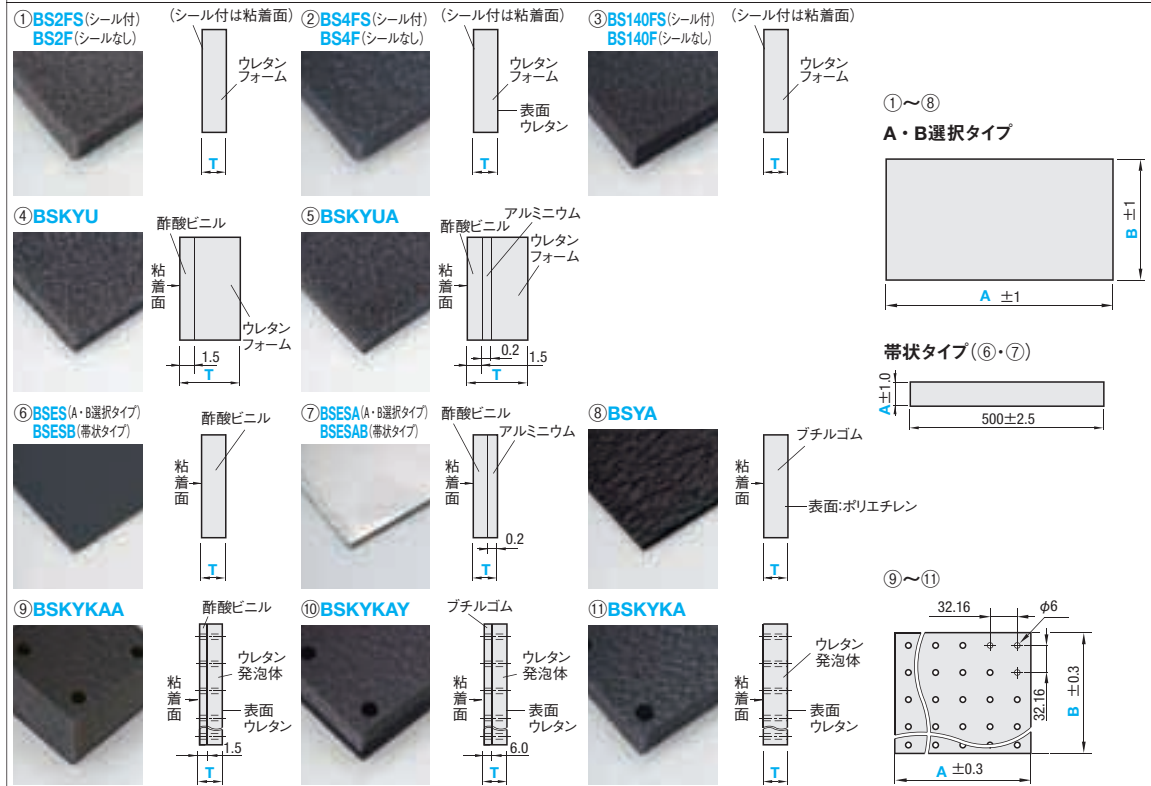 ①BS2FS(シール付)
BS2F(シールなし)
(シール付は粘着面)
ウレタン
フォーム
T
②BS4FS(シール付)
BS4F(シールなし)
(シール付は粘着面)
ウレタン
フォーム
表面
ウレタン
T
③BS140FS(シール付)
BS140F(シールなし)
(シール付は粘着面)
ウレタン
フォーム
T
①~⑧
A・B選択タイプ
B ±1
A ±1
④BSKYU
酢酸ビニル
粘着面
ウレタン
フォーム
1.5
T
⑤BSKYUA
アルミニウム
酢酸ビニル
ウレタン
フォーム
粘着面
0.2
1.5
T
帯状タイプ(⑥・⑦)
A±1.0
500±2.5
⑥BSES(A・B選択タイプ)
BSESB(帯状タイプ)
酢酸ビニル
粘着面
T
⑦BSESA(A・B選択タイプ)
BSESAB(帯状タイプ)
酢酸ビニル
アルミニウム
粘着面
0.2
T
⑧BSYA
ブチルゴム
粘着面
表面:ポリエチレン
T
⑨BSKYKAA
酢酸ビニル
ウレタン
発泡体
粘着面
表面
ウレタン
1.5
T
⑩BSKYKAY
ブチルゴム
ウレタン
発泡体
粘着面
表面
ウレタン
6.0
T
⑪BSKYKA
ウレタン
発泡体
粘着面
表面
ウレタン
T
⑨~⑪
32.16
φ6
32.16
B ±0.3
A ±0.3